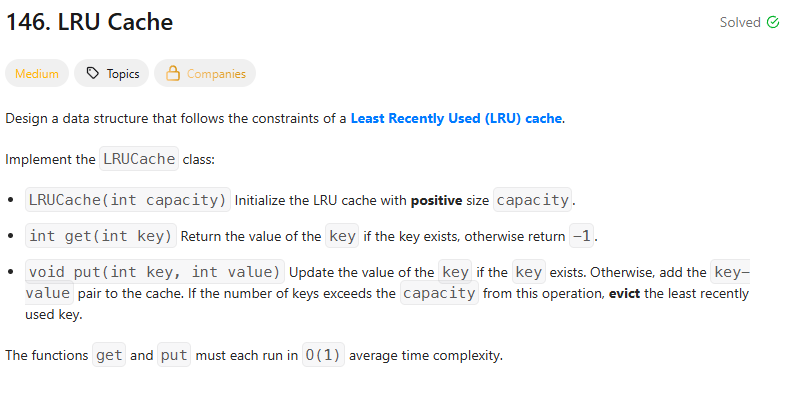 146. LRU Cache
Solved
Medium
Topics
Companies
Design a data structure that follows the constraints of a Least Recently Used (LRU) cache.
Implement the LRUCache class:
• LRUCache(int capacity) Initialize the LRU cache with positive size capacity.
• int get(int key) Return the value of the key if the key exists, otherwise return -1.
• void put(int key, int value) Update the value of the key if the key exists. Otherwise, add the key-
value pair to the cache. If the number of keys exceeds the capacity from this operation, evict the least recently
used key.
The functions get and put must each run in O(1) average time complexity.